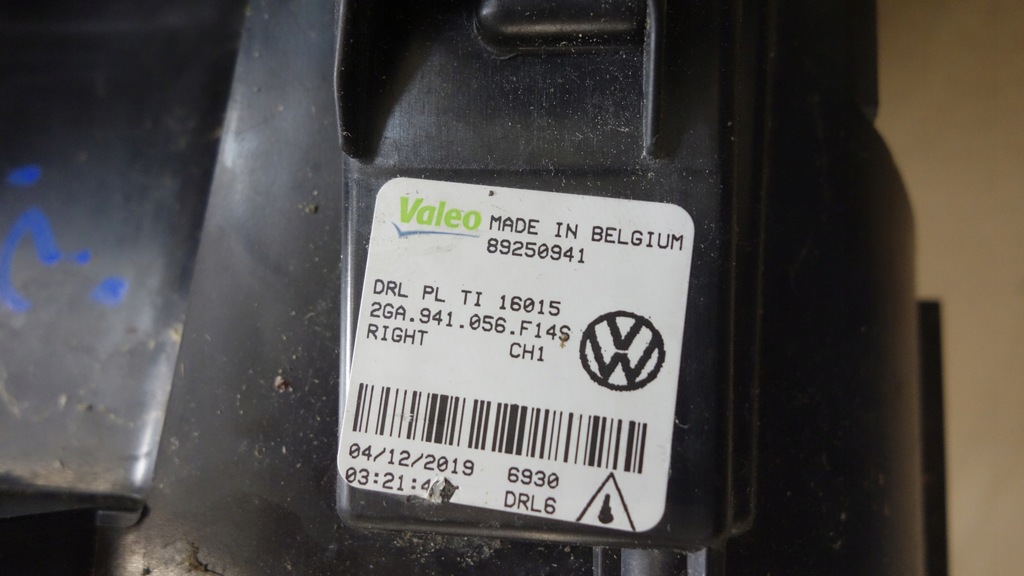 Valeo MADE IN BELGIUM
89250941
DRL PL TI 16015
2GA.941.056.F14S
RIGHT CH1
04/12/2019 6930
DRL6